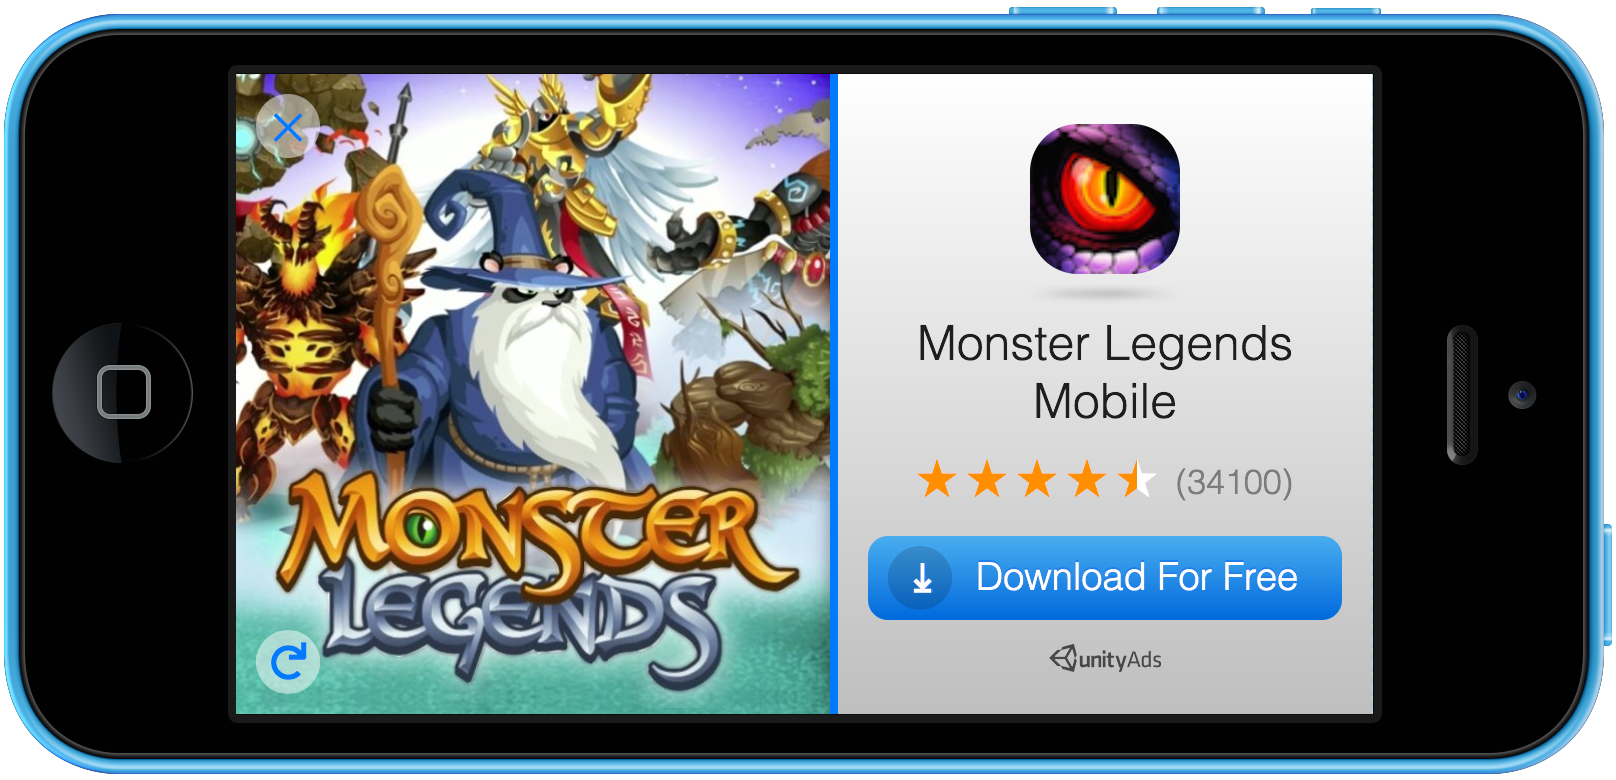 MONSTER
LEGENDS
Monster Legends
Mobile
(34100)
Download For Free
unityAds